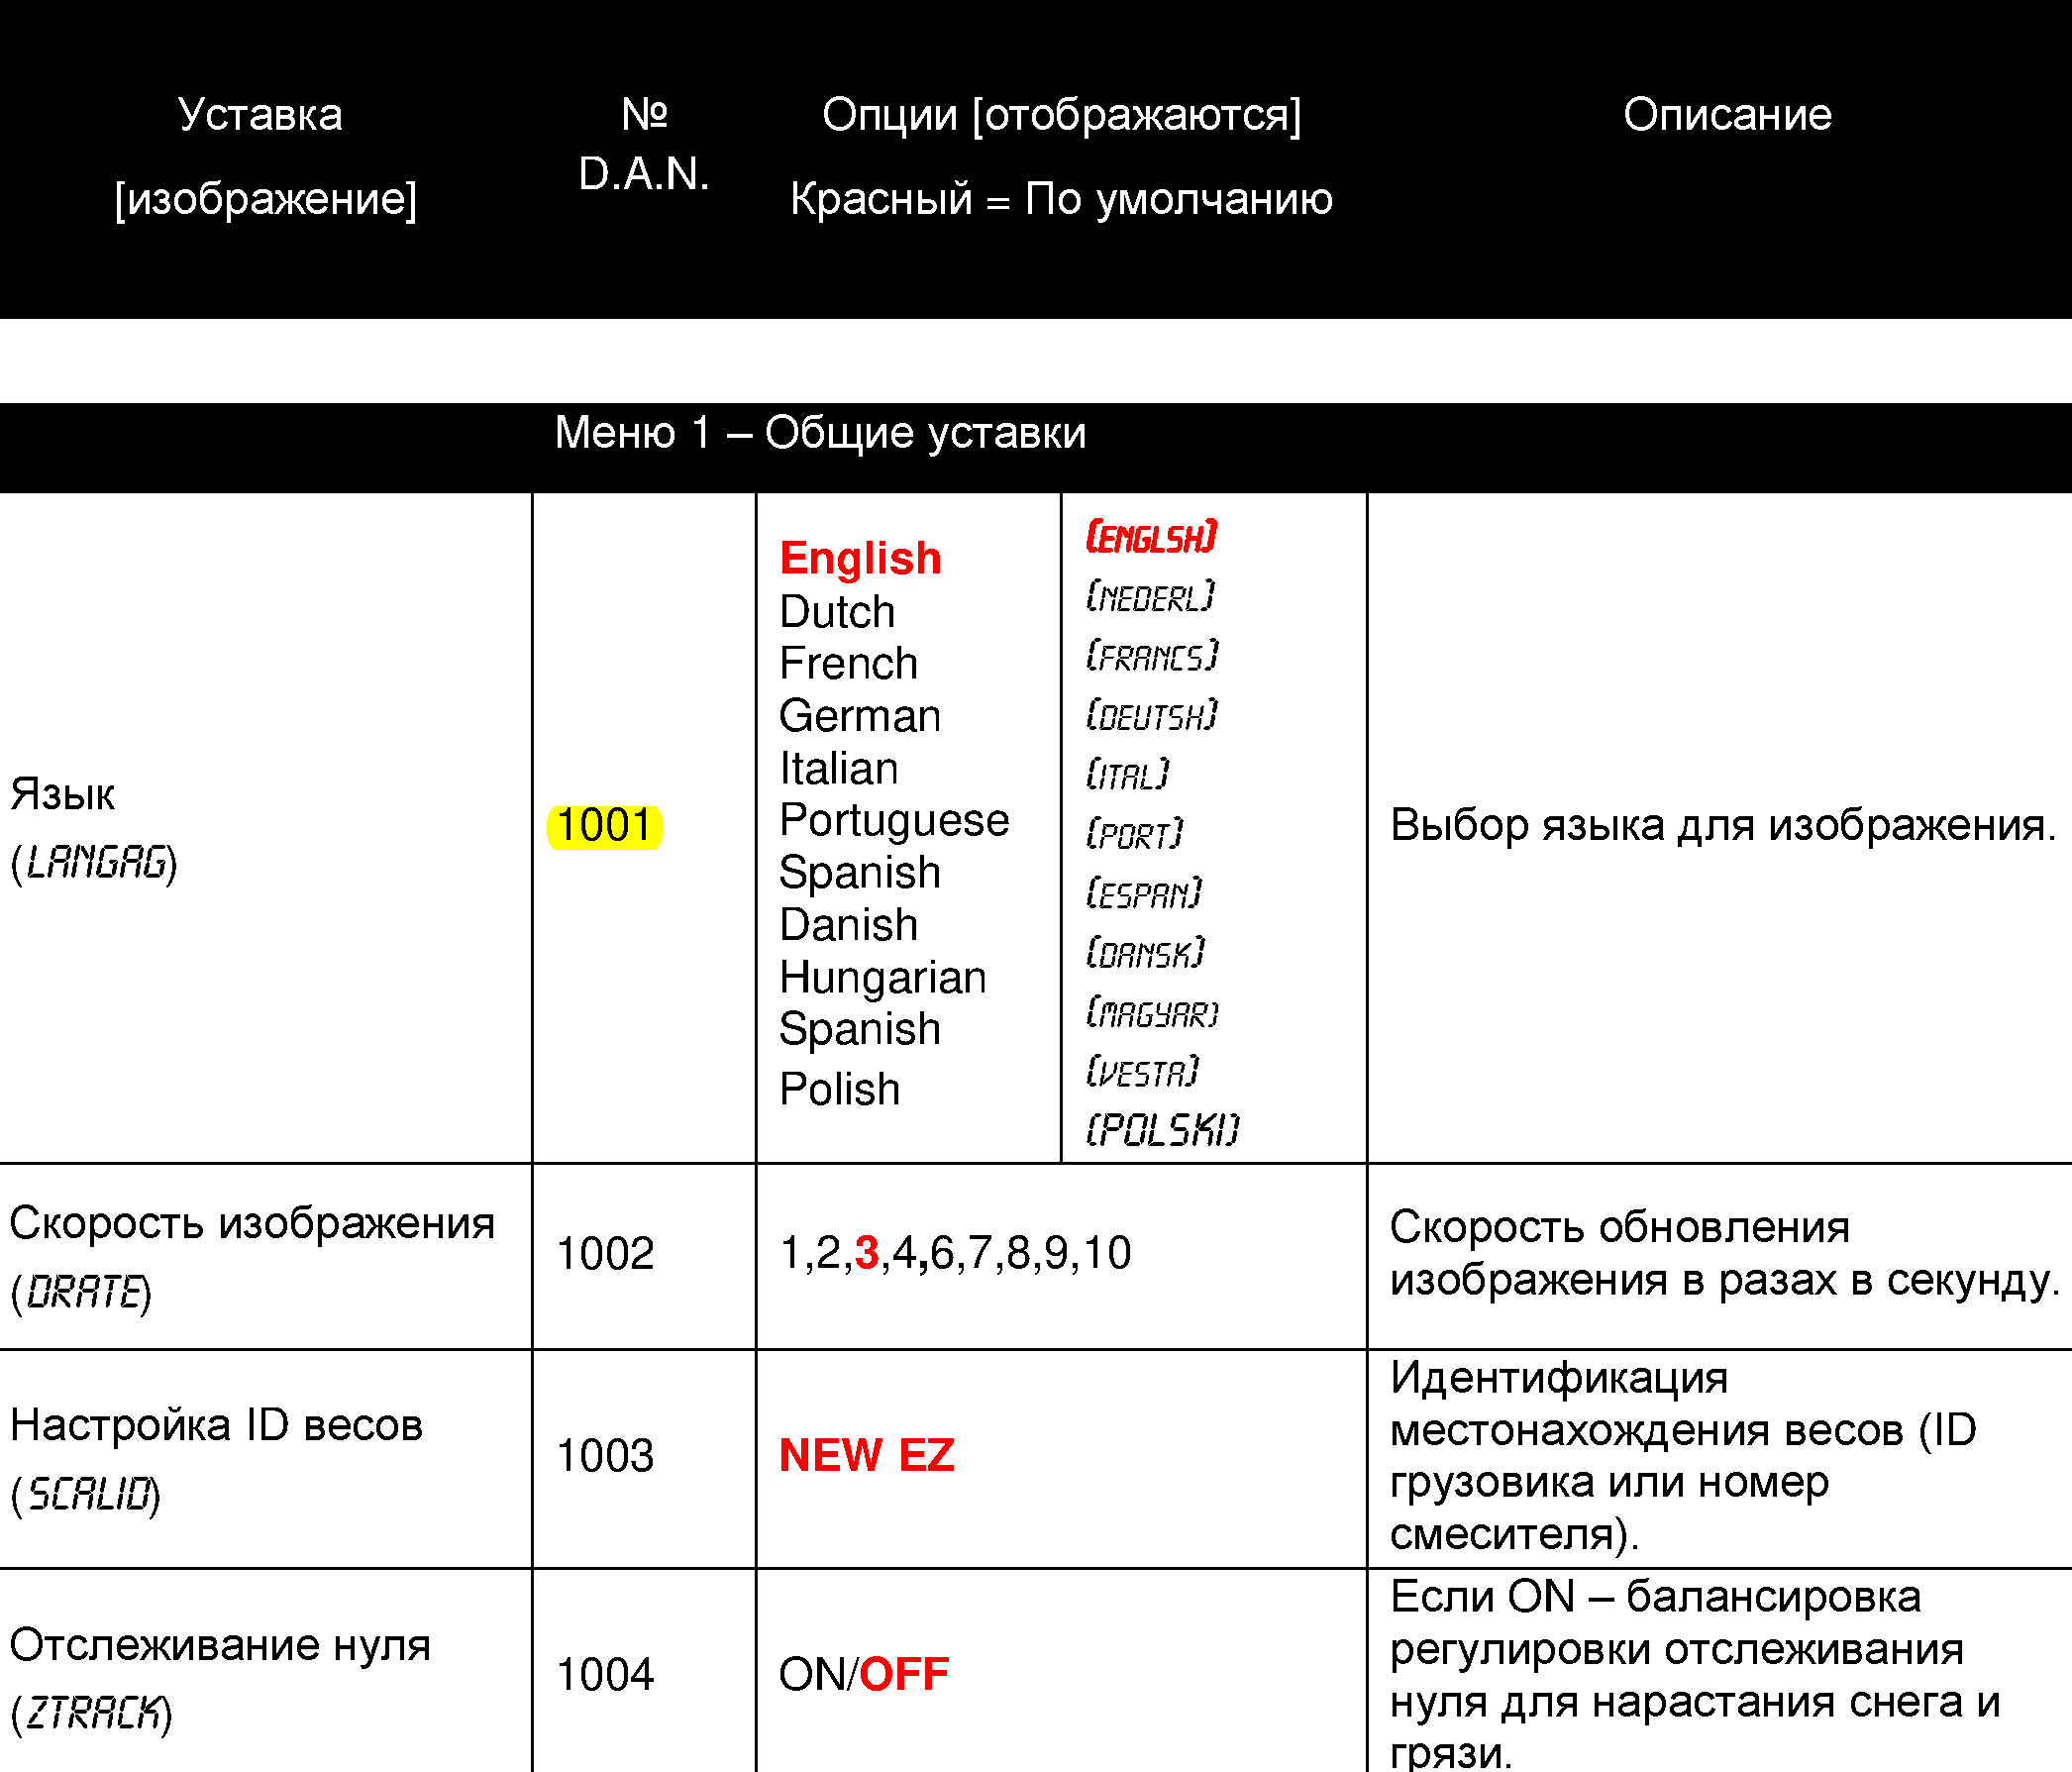 Уставка
[изображение]
№
D.A.N.
Опции [отображаются]
Красный = По умолчанию
Описание
Меню 1 – Общие уставки
Язык
(LANGAG)
1001
English
Dutch
French
German
Italian
Portuguese
Spanish
Danish
Hungarian
Spanish
Polish
(ENGLSH)
(NEDERL)
(FRANCS)
(DEUTSH)
(ITAL)
(PORT)
(ESPAN)
(DANSK)
(MAGYAR)
(VESTA)
(POLSKI)
Выбор языка для изображения.
Скорость изображения
(DRATE)
1002
1,2,3,4,6,7,8,9,10
Скорость обновления
изображения в разах в секунду.
Настройка ID весов
(SCALID)
1003
NEW EZ
Идентификация
местонахождения весов (ID
грузовика или номер
смесителя).
Отслеживание нуля
(ZTRACK)
1004
ON/OFF
Если ON – балансировка
регулировки отслеживания
нуля для нарастания снега и
грязи.